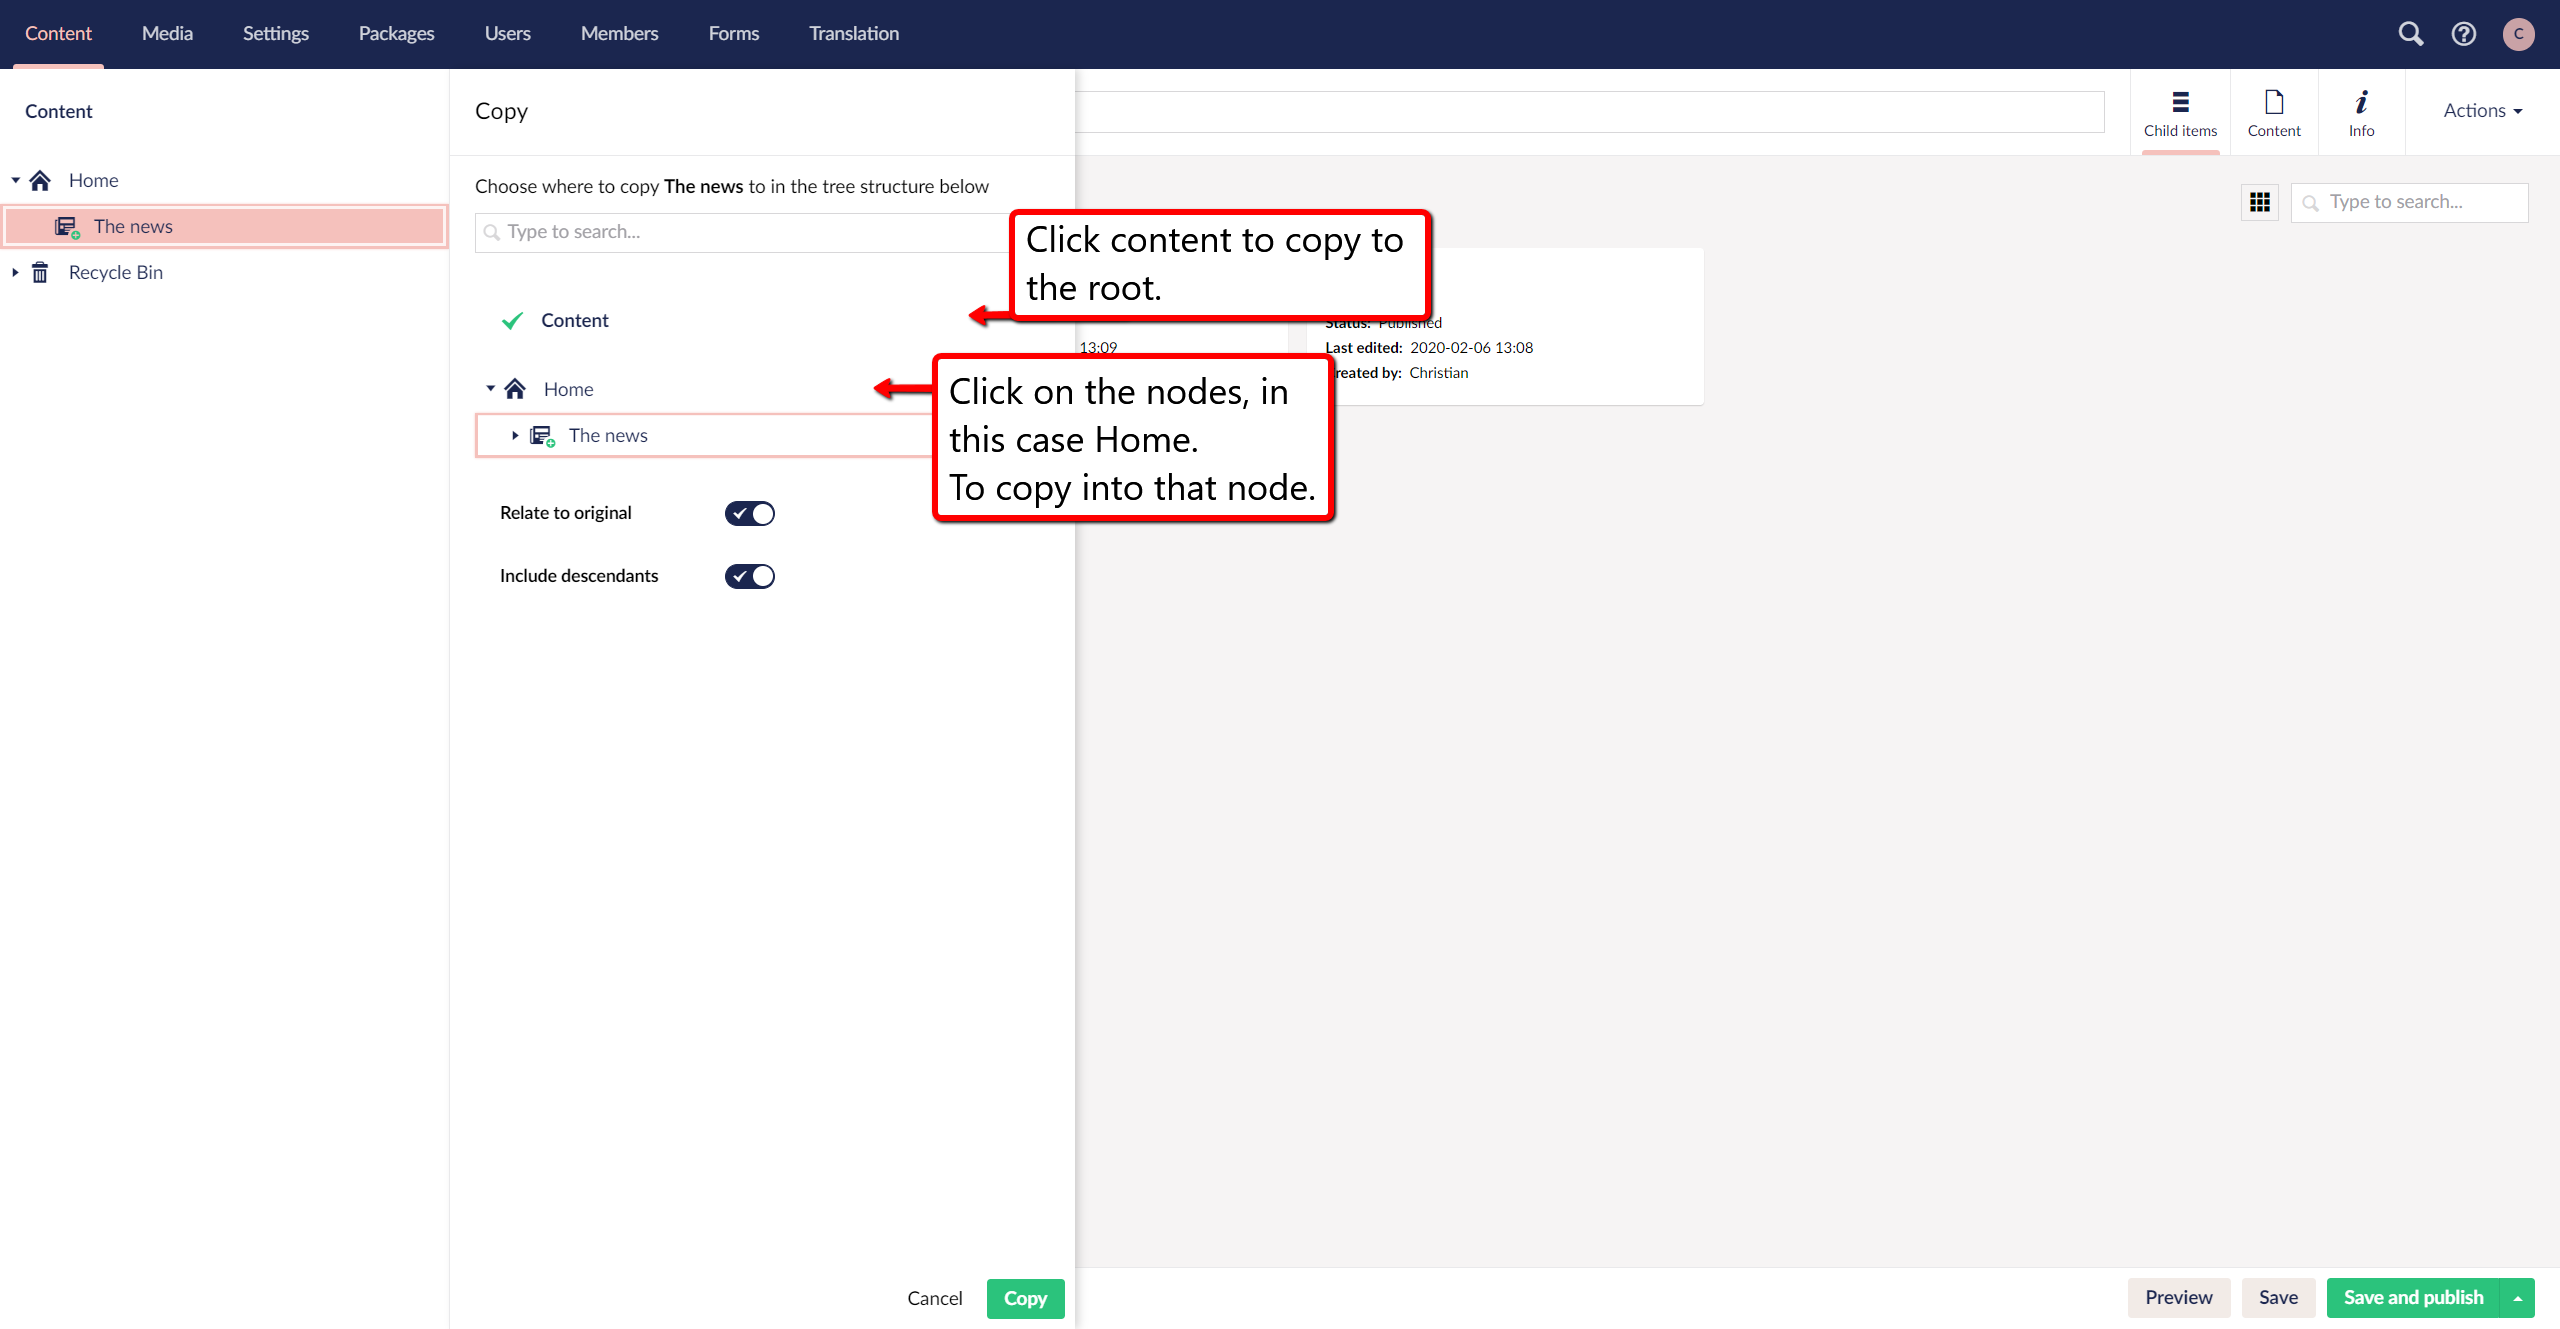 Content Media Settings Packages Users Members Forms Translation
C
Content
Home
The news
Recycle Bin
Copy
Choose where to copy The news to in the tree structure below
Type to search...
Content
Home
The news
Relate to original
Include descendants
Cancel Copy
Click content to copy to
the root.
Click on the nodes, in
this case Home.
To copy into that node.
Child items Content Info Actions
Type to search...
13:09
Status: Published
Last edited: 2020-02-06 13:08
reated by: Christian
Preview Save Save and publish